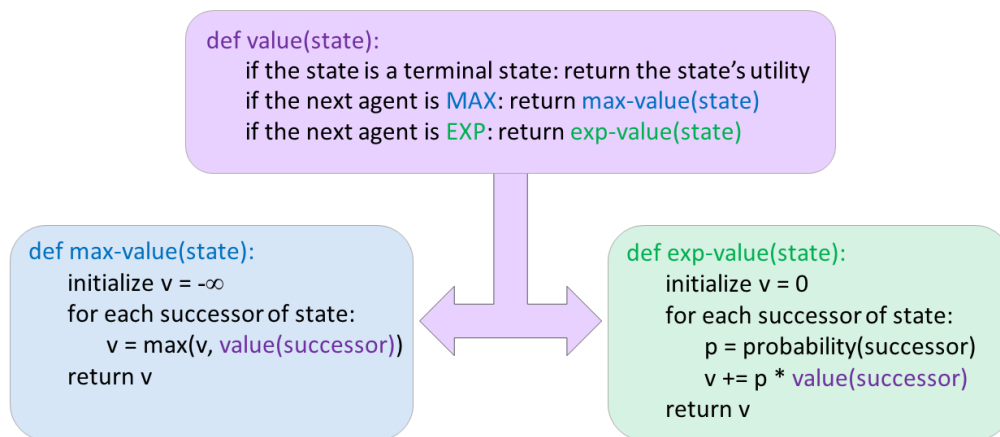 def value(state):
if the state is a terminal state: return the state’s utility
if the next agent is MAX: return max-value(state)
if the next agent is EXP: return exp-value(state)
def max-value(state):
initialize v = -∞
for each successor of state:
v = max(v, value(successor))
return v
def exp-value(state):
initialize v = 0
for each successor of state:
p = probability(successor)
v += p * value(successor)
return v